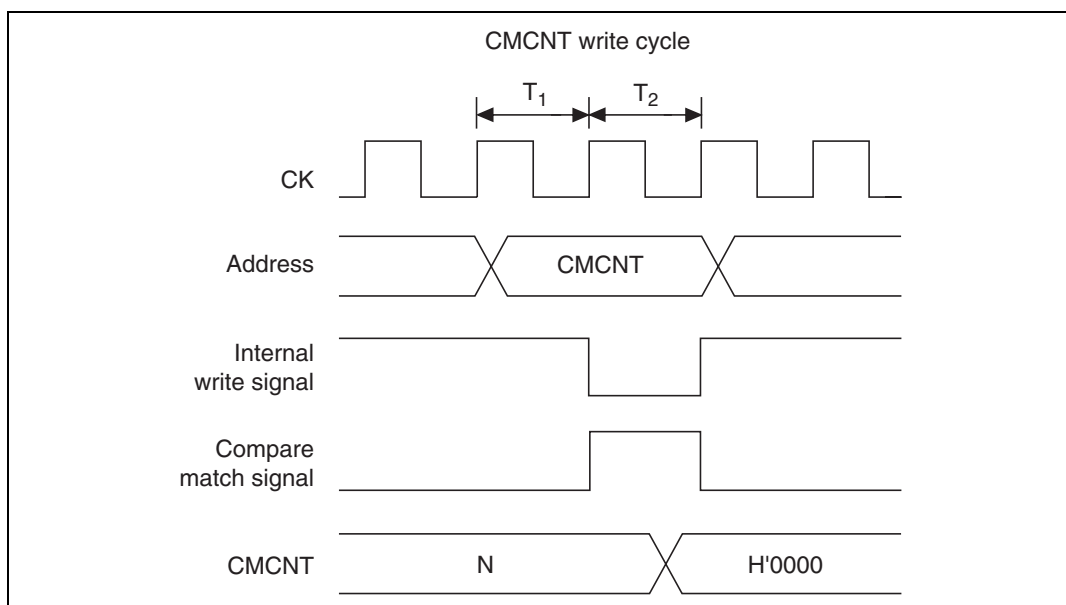 CMCNT write cycle
T1 T2
CK
Address CMCNT
Internal
write signal
Compare
match signal
CMCNT N H'0000